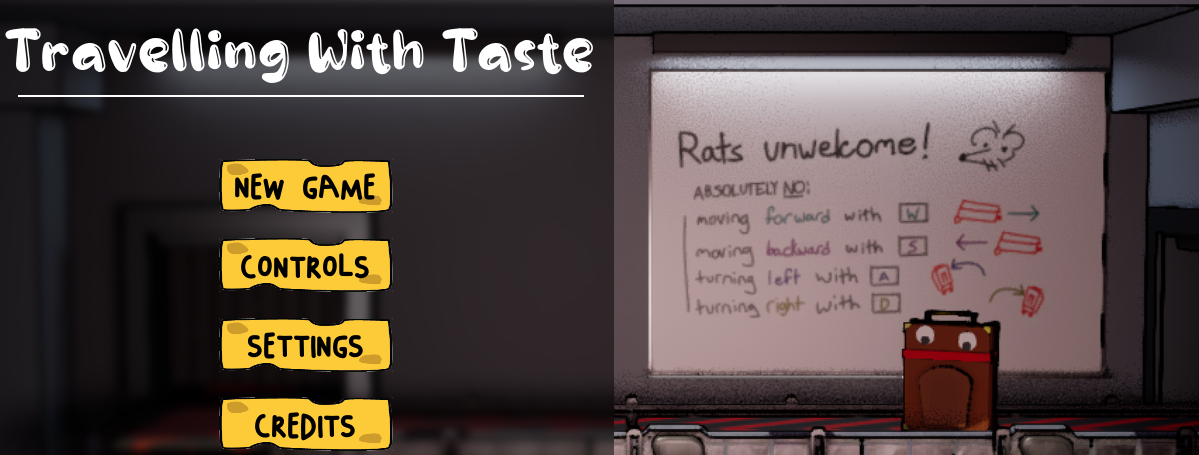 Travelling With Taste
NEW GAME
CONTROLS
SETTINGS
CREDITS
Rats unwelcome!
ABSOLUTELY NO:
moving forward with W
moving backward with S
turning left with A
turning right with D